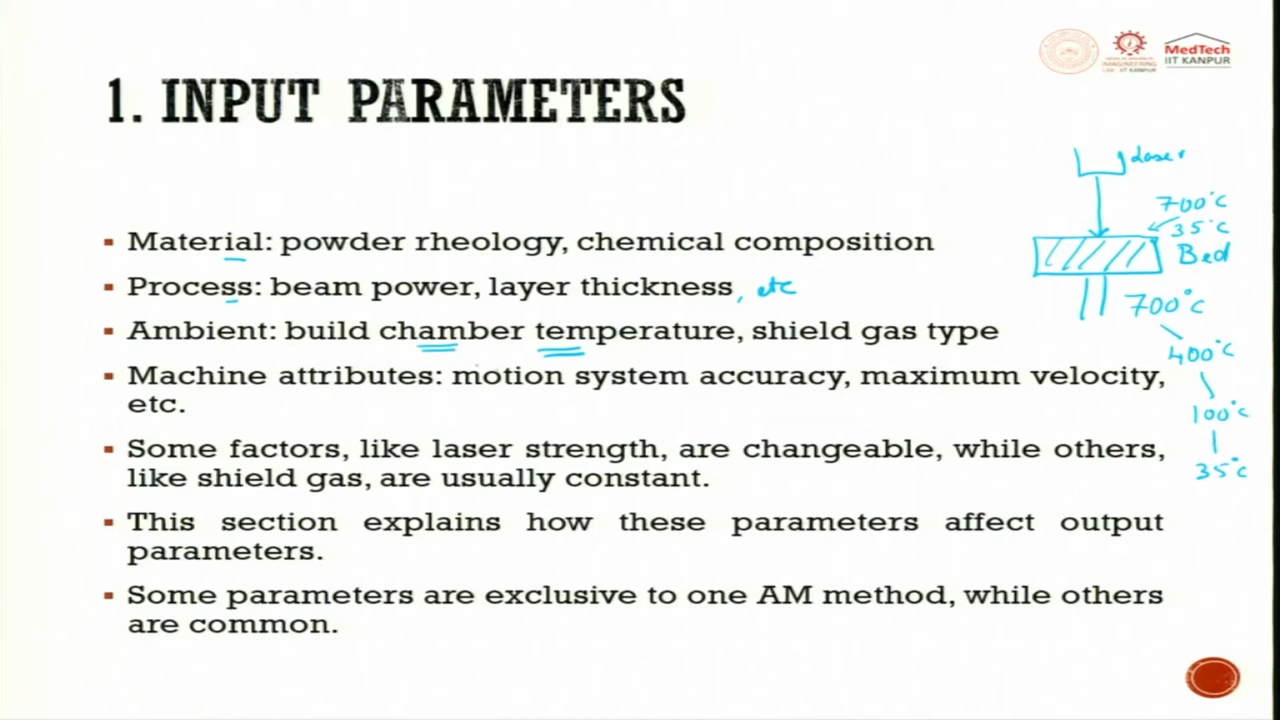 MedTech
IIT KANPUR
1. INPUT PARAMETERS
Laser
700°C
35°C
Bed
700°C
400°C
100°C
35°C
Material: powder rheology, chemical composition
Process: beam power, layer thickness, etc
Ambient: build chamber temperature, shield gas type
Machine attributes: motion system accuracy, maximum velocity,
etc.
Some factors, like laser strength, are changeable, while others,
like shield gas, are usually constant.
This section explains how these parameters affect output
parameters.
Some parameters are exclusive to one AM method, while others
are common.